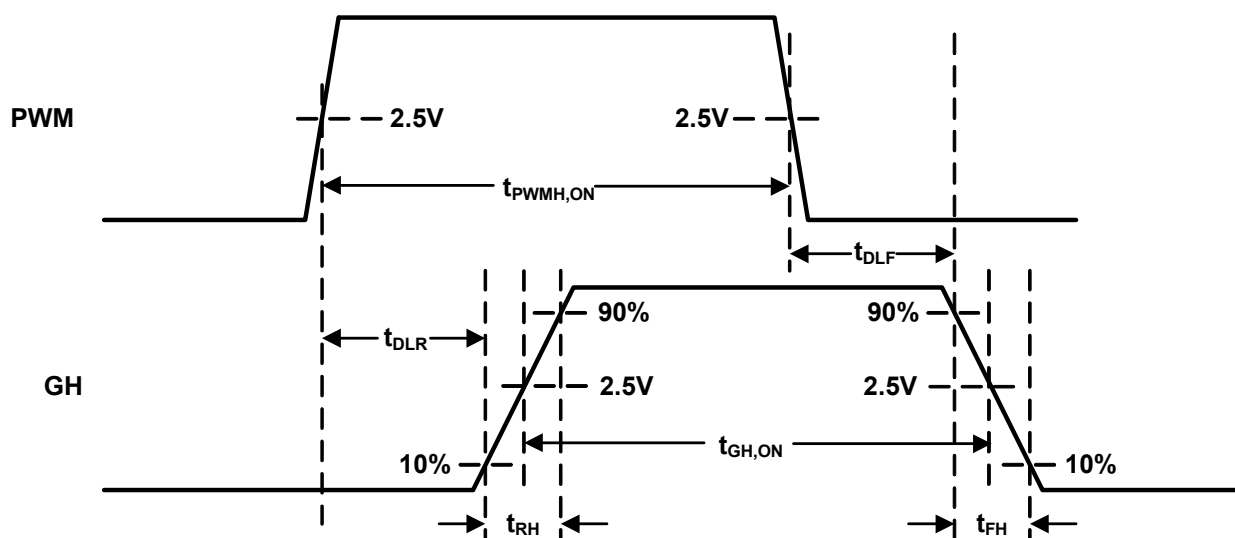 PWM
2.5V
2.5V
tPWMH,ON
tDLF
90%
90%
tDLR
GH
2.5V
2.5V
tGH,ON
10%
10%
tRH
tFH